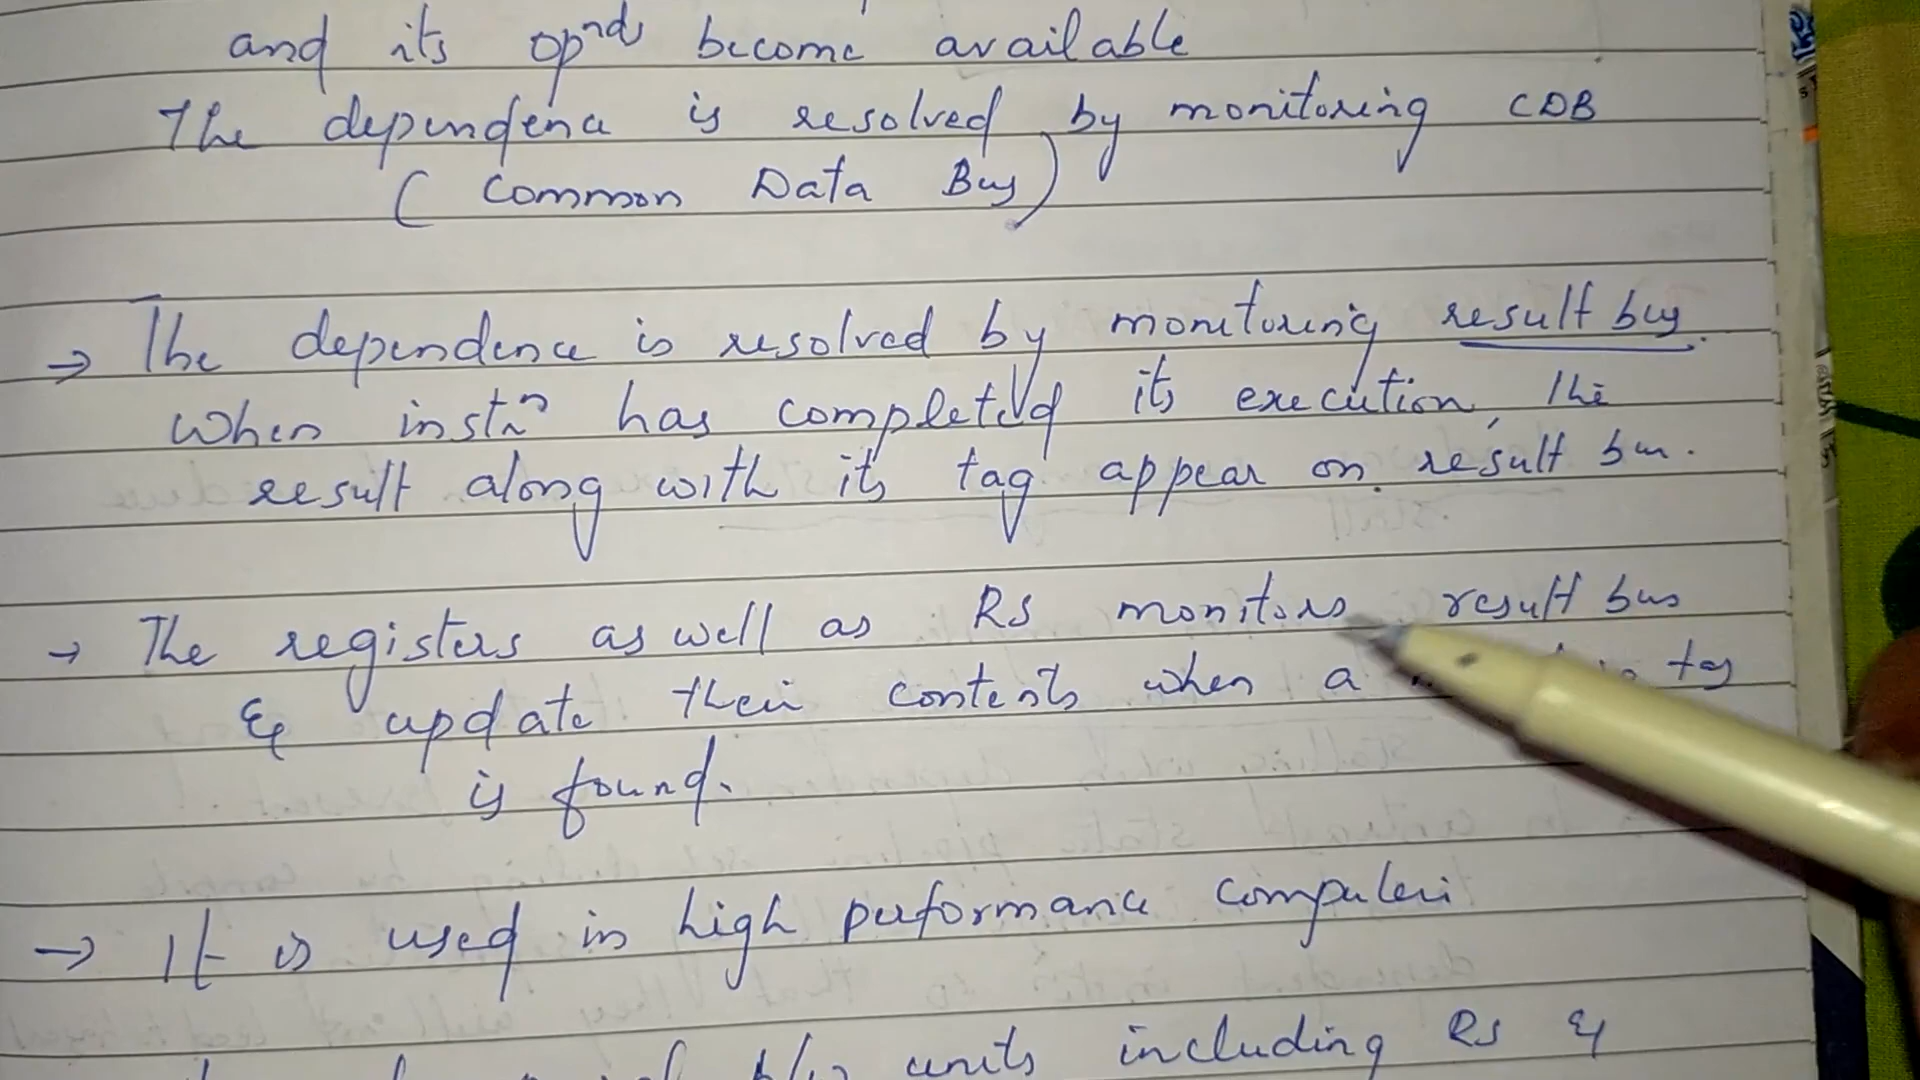 and its opnds become available
The dependence is resolved by monitoring CDB
( Common Data Bus)
→ The dependence is resolved by monitoring result bus.
When instrn has completed its execution, the
result along with its tag appear on result bus.
→ The registers as well as RS monitors result bus
& update their contents when a tag
is found.
→ It is used in high performance computers
units including RS &